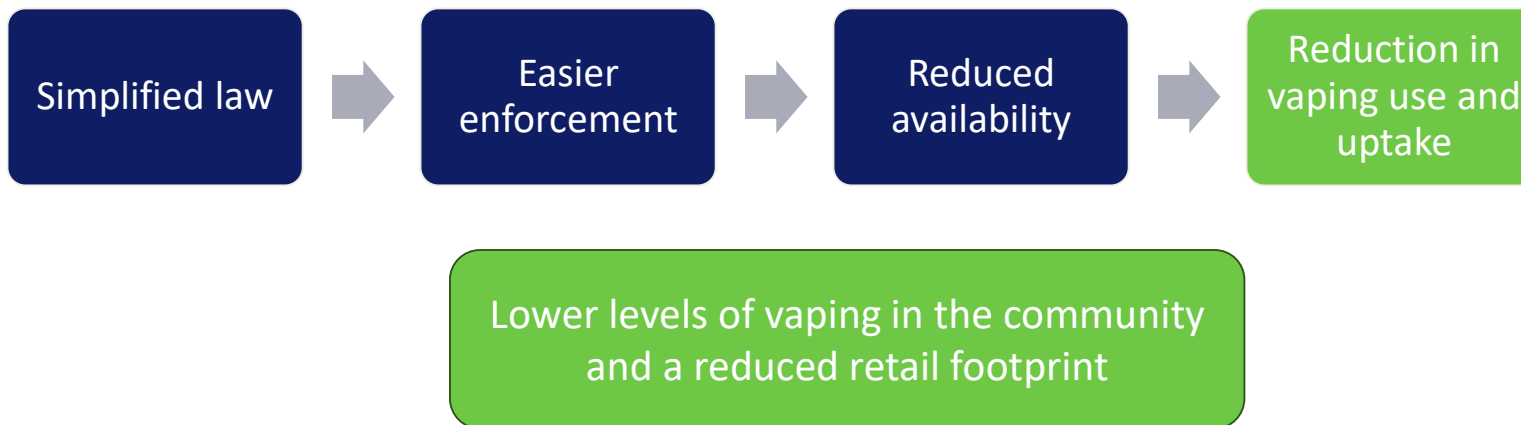 Simplified law
Easier
enforcement
Reduced
availability
Reduction in
vaping use and
uptake
Lower levels of vaping in the community
and a reduced retail footprint